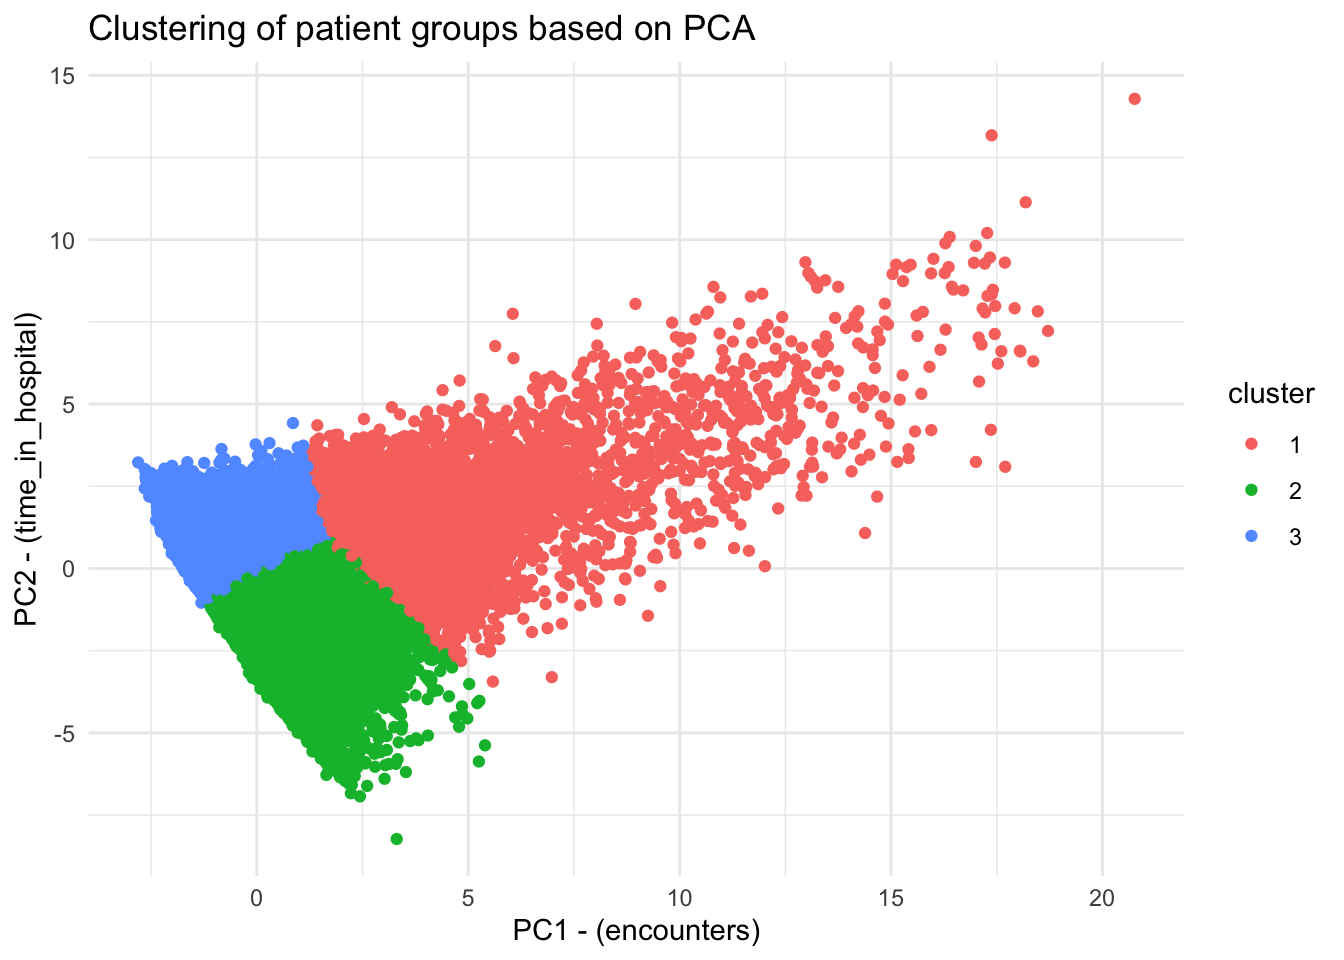 Clustering of patient groups based on PCA
15
10
5
0
-5
PC2 - (time_in_hospital)
0 5 10 15 20
PC1 - (encounters)
cluster
1
2
3